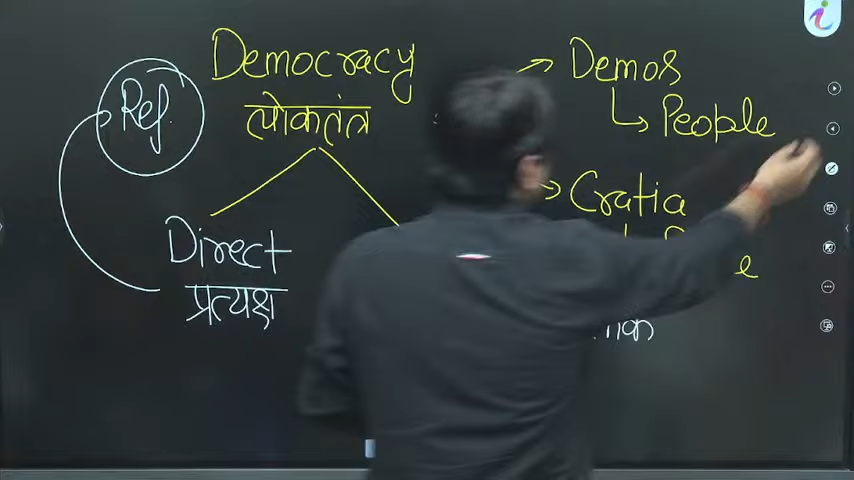 Democracy
लोकतंत्र
Ref.
Direct
प्रत्यक्ष
Demos
People
Cratia